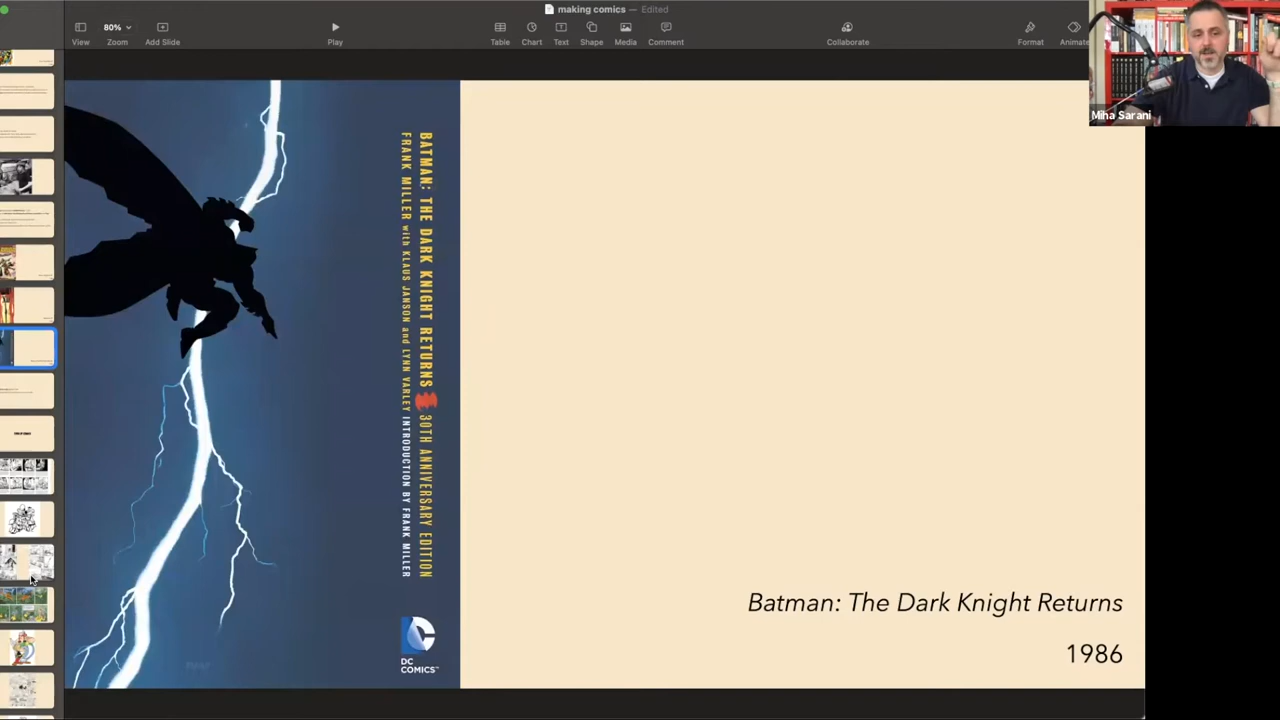 making comics — Edited
80%
View
Zoom
Add Slide
Play
Table
Chart
Text
Shape
Media
Comment
Collaborate
Format
Animate
Miha Sarani
BATMAN: THE DARK KNIGHT RETURNS 30TH ANNIVERSARY EDITION
FRANK MILLER with KLAUS JANSON and LYNN VARLEY INTRODUCTION BY FRANK MILLER
DC
COMICS™
Batman: The Dark Knight Returns
1986